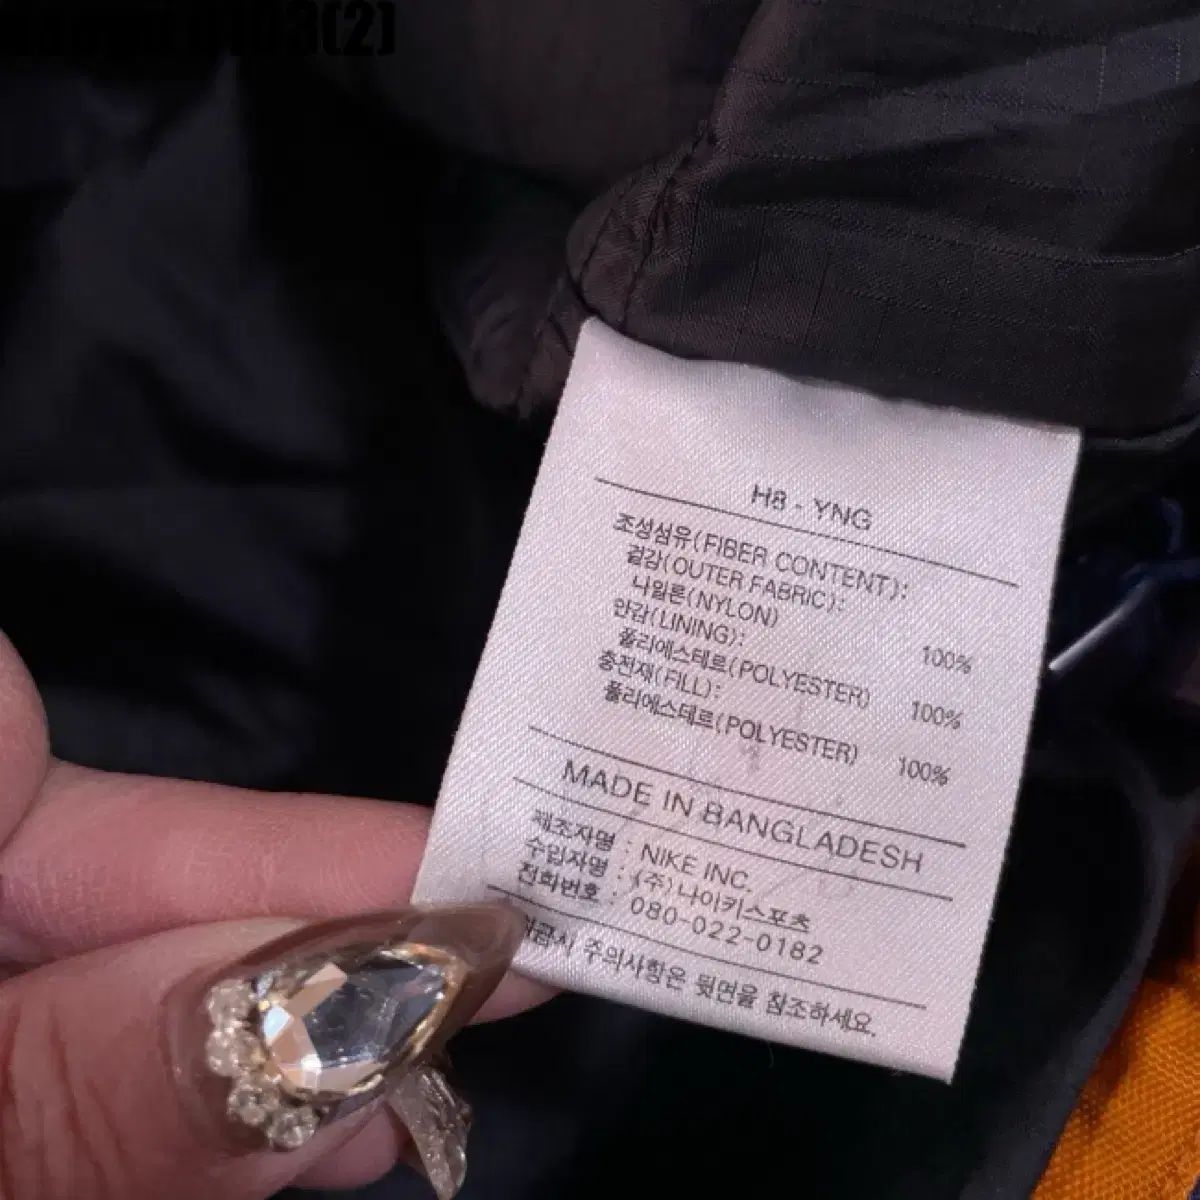 H8 - YNG
조성섬유(FIBER CONTENT):
겉감(OUTER FABRIC):
나일론(NYLON) 100%
안감(LINING):
폴리에스테르(POLYESTER) 100%
충전재(FILL):
폴리에스테르(POLYESTER) 100%
MADE IN BANGLADESH
제조자명 : NIKE INC.
수입자명 : (주)나이키스포츠
전화번호 : 080-022-0182
주의사항은 뒷면을 참조하세요.